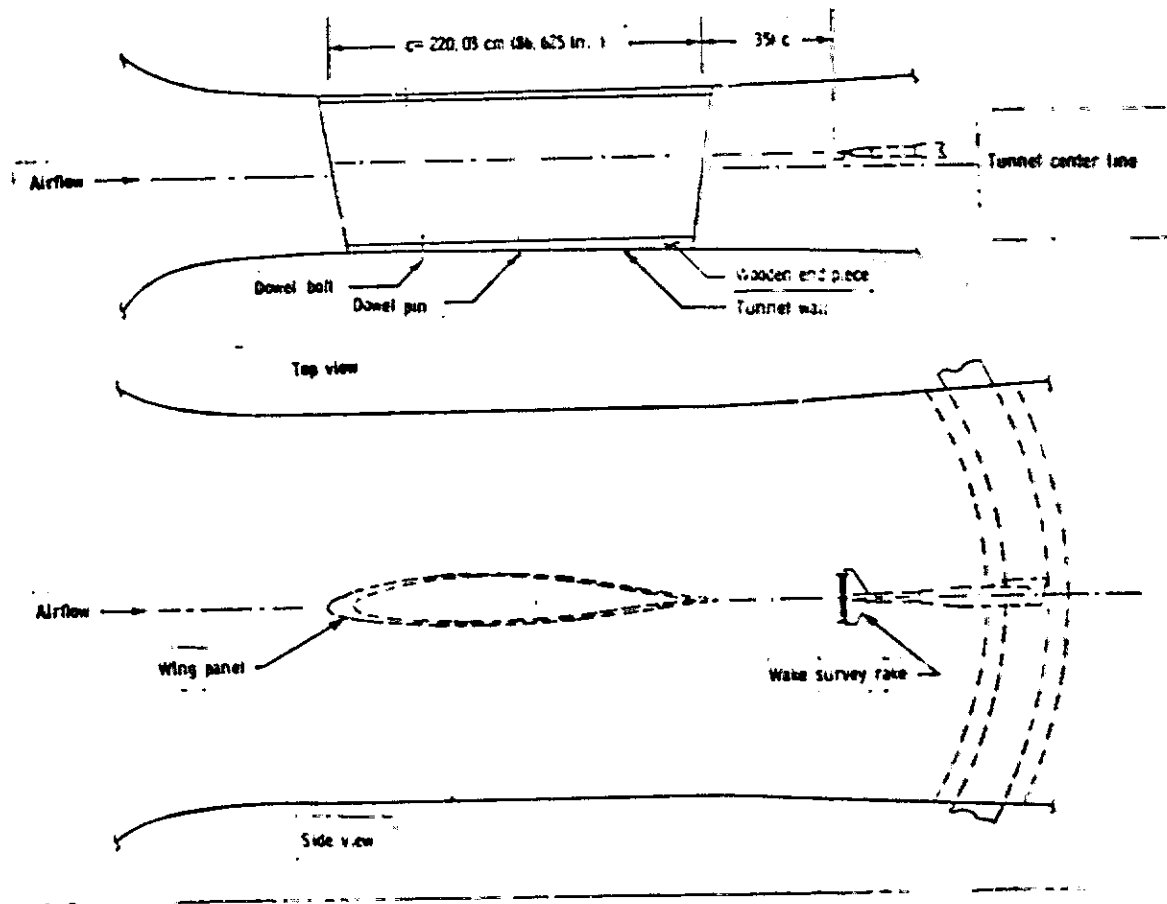 c= 220.03 cm (86.625 in. )
35% c
Airflow
Tunnel center line
Wooden end piece
Dowel bolt
Dowel pin
Tunnel wall
Top view
Airflow
Wing panel
Wake survey rake
Side view